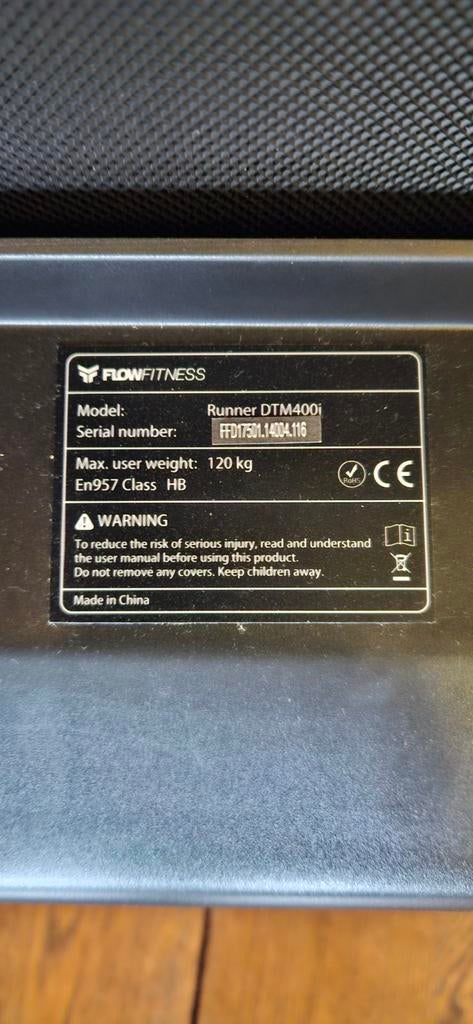 FLOWFITNESS
Model: Runner DTM400i
Serial number: FFD17501.14004.116
Max. user weight: 120 kg
En957 Class HB
RoHS CE
WARNING
To reduce the risk of serious injury, read and understand
the user manual before using this product.
Do not remove any covers. Keep children away.
Made in China